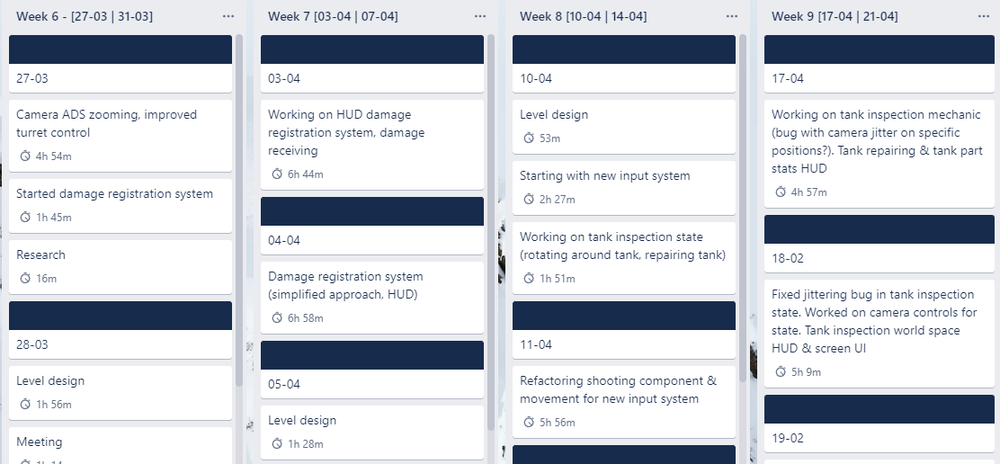 Week 6 - [27-03 | 31-03]
27-03
Camera ADS zooming, improved
turret control
4h 54m
Started damage registration system
1h 45m
Research
16m
28-03
Level design
1h 56m
Meeting
Week 7 [03-04 | 07-04]
03-04
Working on HUD damage
registration system, damage
receiving
6h 44m
04-04
Damage registration system
(simplified approach, HUD)
6h 58m
05-04
Level design
1h 28m
Week 8 [10-04 | 14-04]
10-04
Level design
53m
Starting with new input system
2h 27m
Working on tank inspection state
(rotating around tank, repairing tank)
1h 51m
11-04
Refactoring shooting component &
movement for new input system
5h 56m
Week 9 [17-04 | 21-04]
17-04
Working on tank inspection mechanic
(bug with camera jitter on specific
positions?). Tank repairing & tank part
stats HUD
4h 57m
18-02
Fixed jittering bug in tank inspection
state. Worked on camera controls for
state. Tank inspection world space
HUD & screen UI
5h 9m
19-02